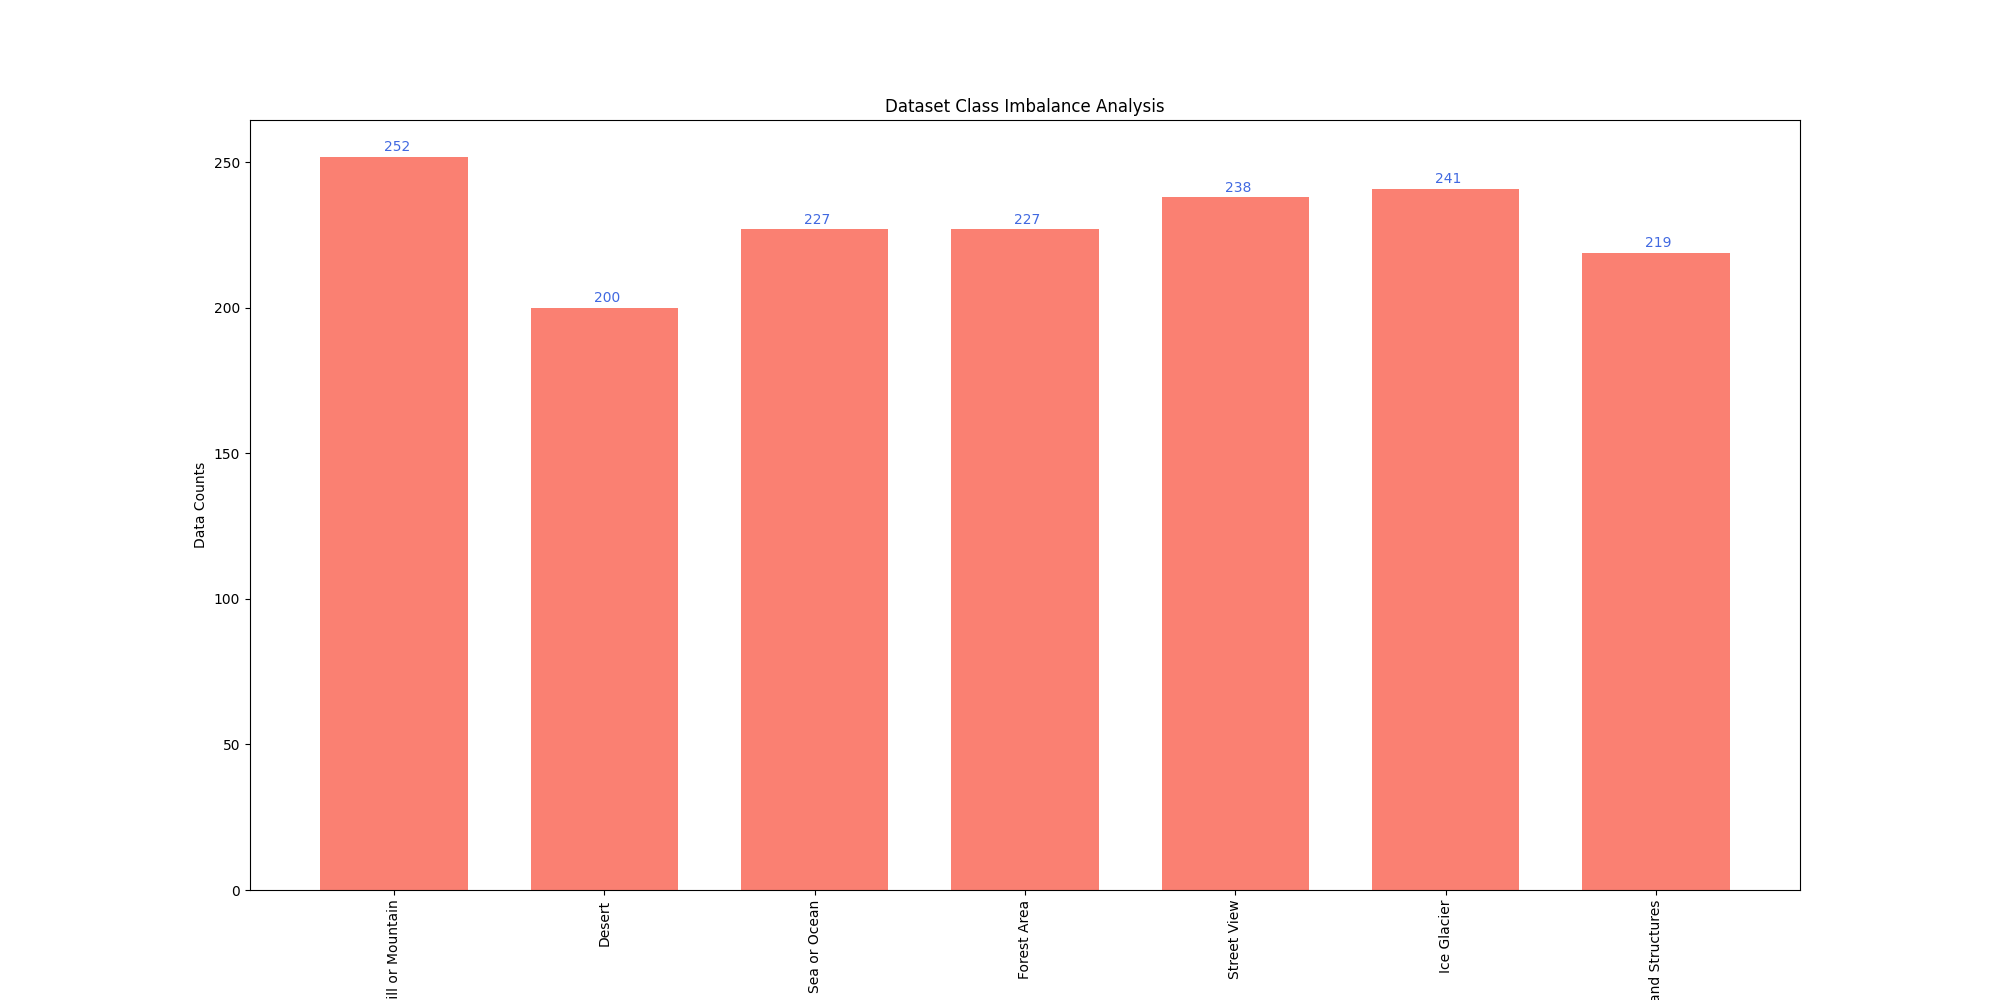 Dataset Class Imbalance Analysis
252
200
227
227
238
241
219
250
200
150
100
50
0
Data Counts
ill or Mountain
Desert
Sea or Ocean
Forest Area
Street View
Ice Glacier
and Structures